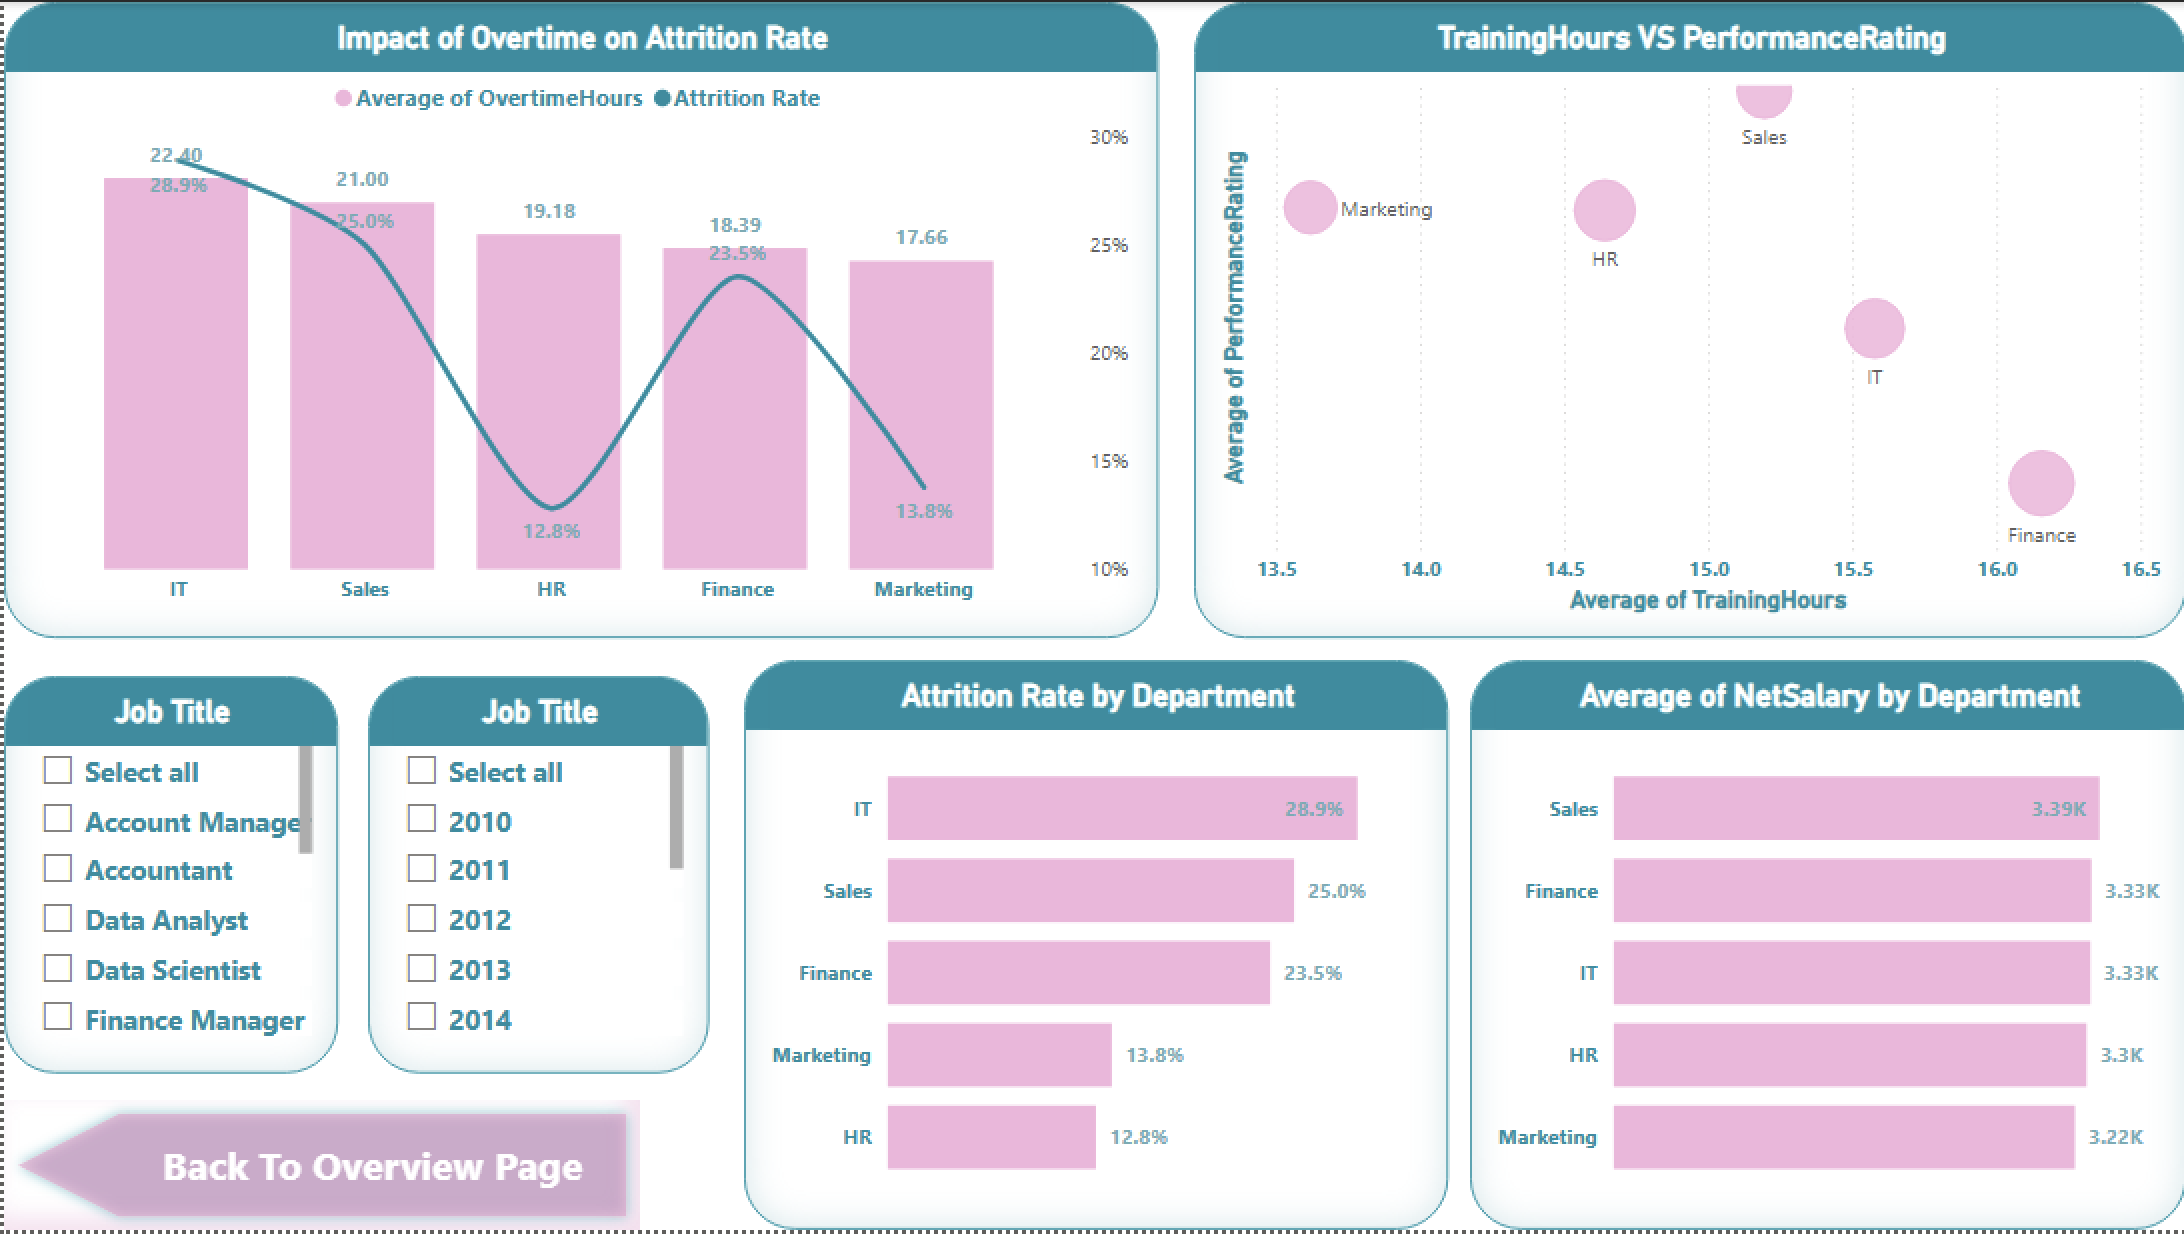 Impact of Overtime on Attrition Rate
Average of OvertimeHours Attrition Rate
30%
25%
20%
15%
10%
22.40
28.9%
21.00
25.0%
19.18
12.8%
18.39
23.5%
17.66
13.8%
IT Sales HR Finance Marketing
TrainingHours VS PerformanceRating
Average of PerformanceRating
Sales
Marketing
HR
IT
Finance
13.5 14.0 14.5 15.0 15.5 16.0 16.5
Average of TrainingHours
Job Title
Select all
Account Manager
Accountant
Data Analyst
Data Scientist
Finance Manager
Job Title
Select all
2010
2011
2012
2013
2014
Back To Overview Page
Attrition Rate by Department
IT 28.9%
Sales 25.0%
Finance 23.5%
Marketing 13.8%
HR 12.8%
Average of NetSalary by Department
Sales 3.39K
Finance 3.33K
IT 3.33K
HR 3.3K
Marketing 3.22K